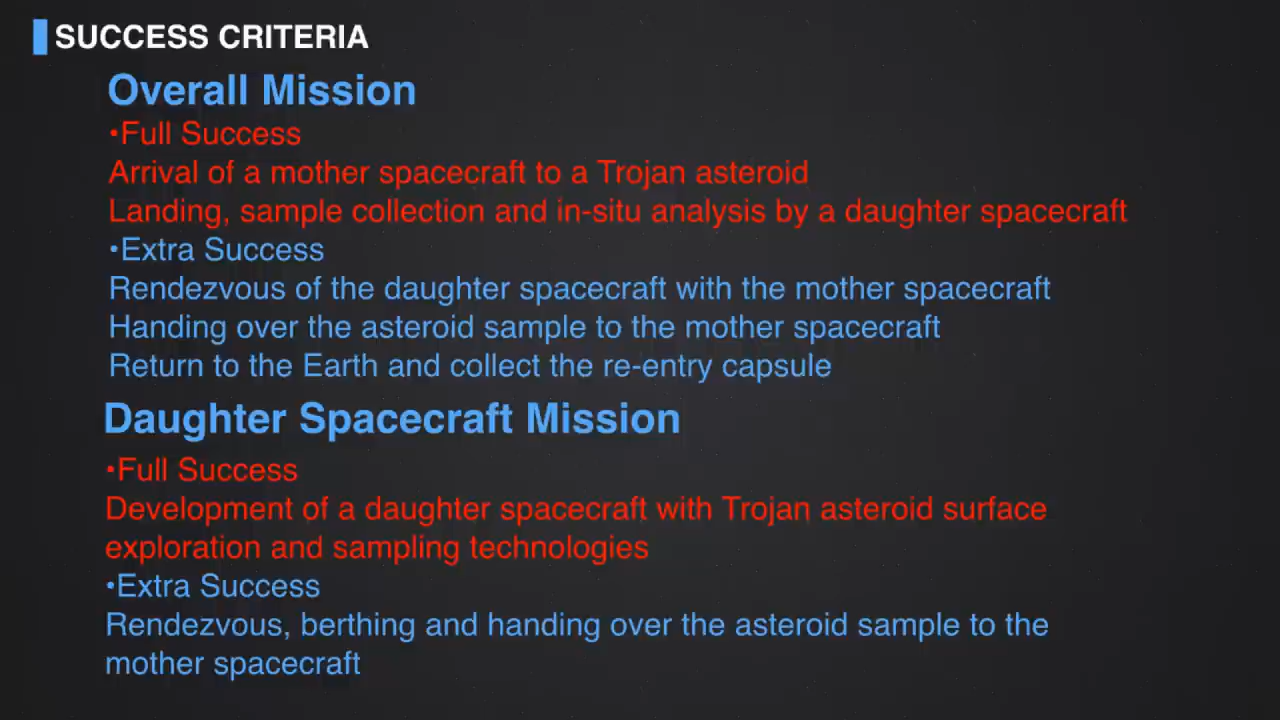 SUCCESS CRITERIA
Overall Mission
•Full Success
Arrival of a mother spacecraft to a Trojan asteroid
Landing, sample collection and in-situ analysis by a daughter spacecraft
•Extra Success
Rendezvous of the daughter spacecraft with the mother spacecraft
Handing over the asteroid sample to the mother spacecraft
Return to the Earth and collect the re-entry capsule
Daughter Spacecraft Mission
•Full Success
Development of a daughter spacecraft with Trojan asteroid surface
exploration and sampling technologies
•Extra Success
Rendezvous, berthing and handing over the asteroid sample to the
mother spacecraft